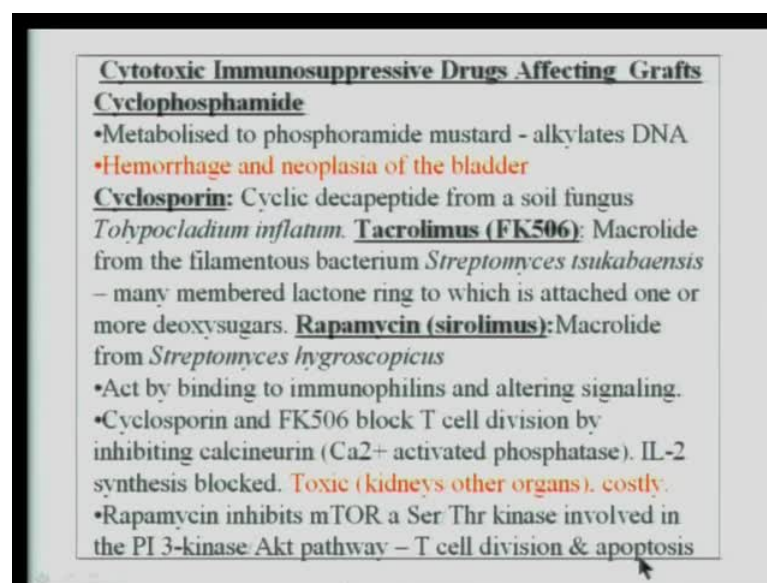 Cytotoxic Immunosuppressive Drugs Affecting Grafts
Cyclophosphamide
•Metabolised to phosphoramide mustard - alkylates DNA
•Hemorrhage and neoplasia of the bladder
Cyclosporin: Cyclic decapeptide from a soil fungus
Tolypocladium inflatum. Tacrolimus (FK506): Macrolide
from the filamentous bacterium Streptomyces tsukabaensis
– many membered lactone ring to which is attached one or
more deoxysugars. Rapamycin (sirolimus):Macrolide
from Streptomyces hygroscopicus
•Act by binding to immunophilins and altering signaling.
•Cyclosporin and FK506 block T cell division by
inhibiting calcineurin (Ca2+ activated phosphatase). IL-2
synthesis blocked. Toxic (kidneys other organs). costly.
•Rapamycin inhibits mTOR a Ser Thr kinase involved in
the PI 3-kinase Akt pathway – T cell division & apoptosis